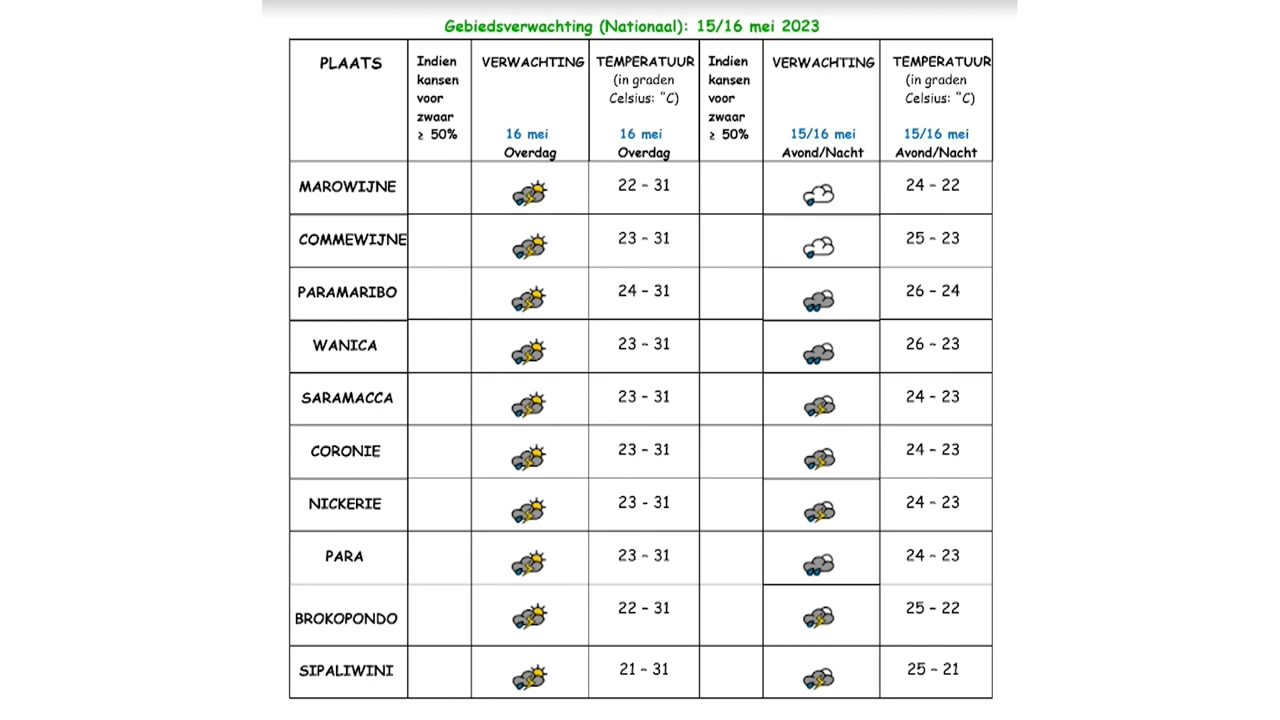 Gebiedsverwachting (Nationaal): 15/16 mei 2023
PLAATS
Indien kansen voor zwaar ≥ 50%
VERWACHTING
16 mei
Overdag
TEMPERATUUR
(in graden Celsius: °C)
16 mei
Overdag
Indien kansen voor zwaar ≥ 50%
VERWACHTING
15/16 mei
Avond/Nacht
TEMPERATUUR
(in graden Celsius: °C)
15/16 mei
Avond/Nacht
MAROWIJNE 22 - 31 24 - 22
COMMEWIJNE 23 - 31 25 - 23
PARAMARIBO 24 - 31 26 - 24
WANICA 23 - 31 26 - 23
SARAMACCA 23 - 31 24 - 23
CORONIE 23 - 31 24 - 23
NICKERIE 23 - 31 24 - 23
PARA 23 - 31 24 - 23
BROKOPONDO 22 - 31 25 - 22
SIPALIWINI 21 - 31 25 - 21